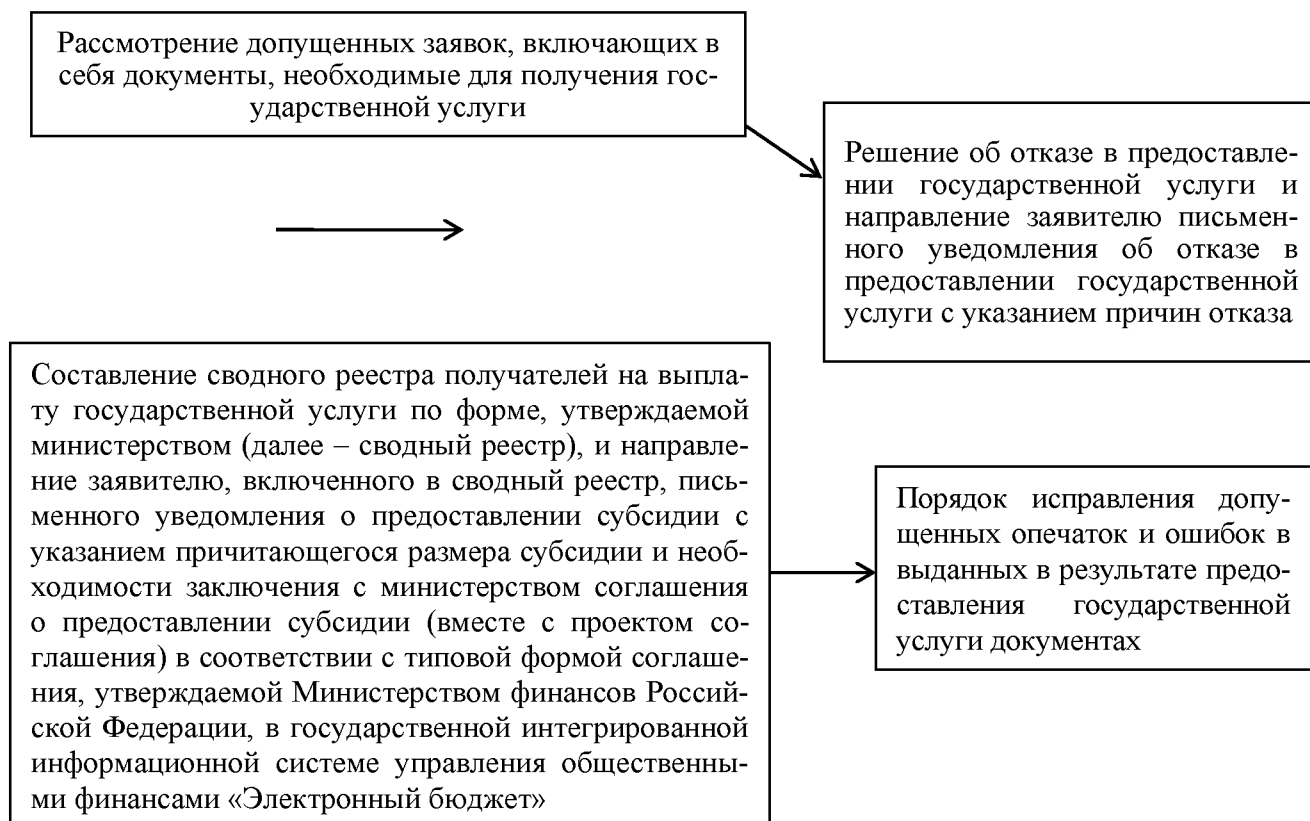 Рассмотрение допущенных заявок, включающих в
себя документы, необходимые для получения гос-
ударственной услуги
Решение об отказе в предоставле-
нии государственной услуги и
направление заявителю письмен-
ного уведомления об отказе в
предоставлении государственной
услуги с указанием причин отказа
Составление сводного реестра получателей на выпла-
ту государственной услуги по форме, утверждаемой
министерством (далее – сводный реестр), и направле-
ние заявителю, включенного в сводный реестр, пись-
менного уведомления о предоставлении субсидии с
указанием причитающегося размера субсидии и необ-
ходимости заключения с министерством соглашения
о предоставлении субсидии (вместе с проектом со-
глашения) в соответствии с типовой формой соглаше-
ния, утверждаемой Министерством финансов Россий-
ской Федерации, в государственной интегрированной
информационной системе управления общественны-
ми финансами «Электронный бюджет»
Порядок исправления допу-
щенных опечаток и ошибок в
выданных в результате предо-
ставления государственной
услуги документах